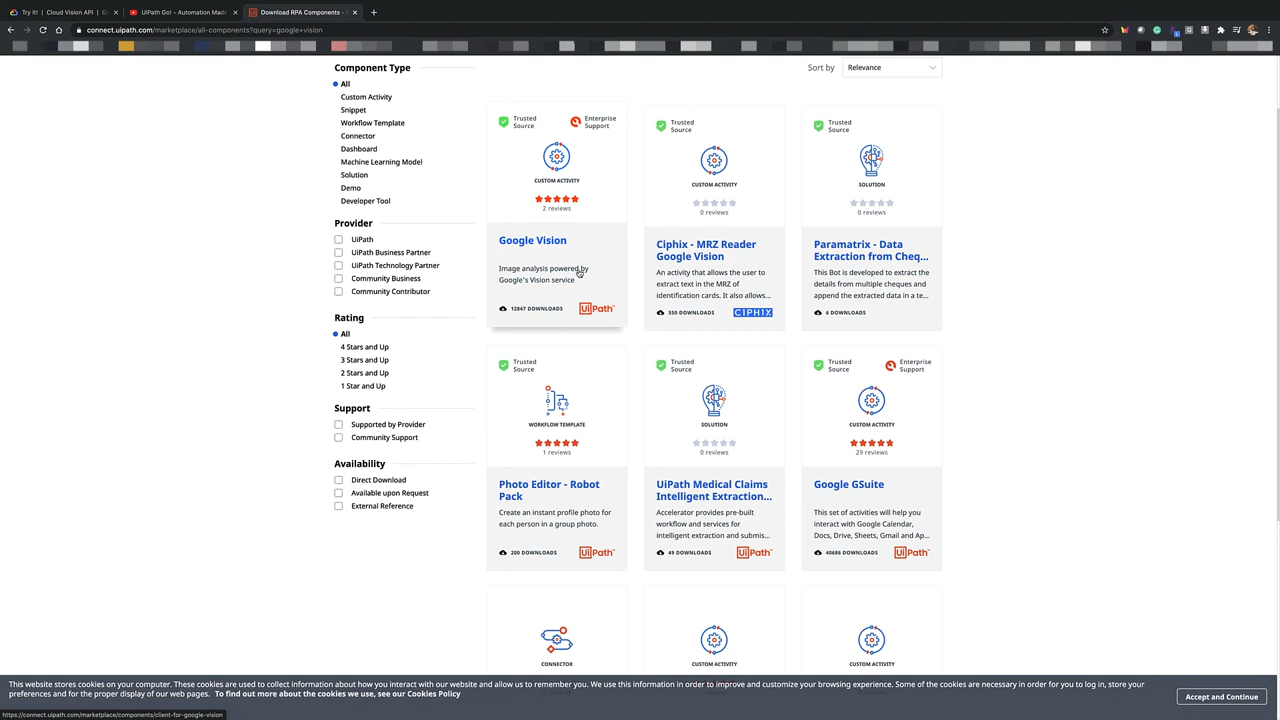 Try it! | Cloud Vision API | G
UiPath Go! - Automation Made
Download RPA Components -
connect.uipath.com/marketplace/all-components?query=google+vision
Component Type
All
Custom Activity
Snippet
Workflow Template
Connector
Dashboard
Machine Learning Model
Solution
Demo
Developer Tool
Provider
UiPath
UiPath Business Partner
UiPath Technology Partner
Community Business
Community Contributor
Rating
All
4 Stars and Up
3 Stars and Up
2 Stars and Up
1 Star and Up
Support
Supported by Provider
Community Support
Availability
Direct Download
Available upon Request
External Reference
Sort by
Relevance
Trusted
Source
Enterprise
Support
CUSTOM ACTIVITY
2 reviews
Google Vision
Image analysis powered by
Google's Vision service
12847 DOWNLOADS
UiPath
Trusted
Source
CUSTOM ACTIVITY
0 reviews
Ciphix - MRZ Reader
Google Vision
An activity that allows the user to
extract text in the MRZ of
identification cards. It also allows...
550 DOWNLOADS
CIPHIX
Trusted
Source
SOLUTION
0 reviews
Paramatrix - Data
Extraction from Cheq...
This Bot is developed to extract the
details from multiple cheques and
append the extracted data in a te...
6 DOWNLOADS
Trusted
Source
WORKFLOW TEMPLATE
1 reviews
Photo Editor - Robot
Pack
Create an instant profile photo for
each person in a group photo.
200 DOWNLOADS
UiPath
Trusted
Source
SOLUTION
0 reviews
UiPath Medical Claims
Intelligent Extraction...
Accelerator provides pre-built
workflow and services for
intelligent extraction and submis...
49 DOWNLOADS
UiPath
Trusted
Source
Enterprise
Support
CUSTOM ACTIVITY
29 reviews
Google GSuite
This set of activities will help you
interact with Google Calendar,
Docs, Drive, Sheets, Gmail and Ap...
40686 DOWNLOADS
UiPath
CONNECTOR
CUSTOM ACTIVITY
CUSTOM ACTIVITY
This website stores cookies on your computer. These cookies are used to collect information about how you interact with our website and allow us to remember you. We use this information in order to improve and customize your browsing experience. Some of the cookies are necessary in order for you to log in, store your
preferences and for the proper display of our web pages. To find out more about the cookies we use, see our Cookies Policy
Accept and Continue
https://connect.uipath.com/marketplace/components/client-for-google-vision